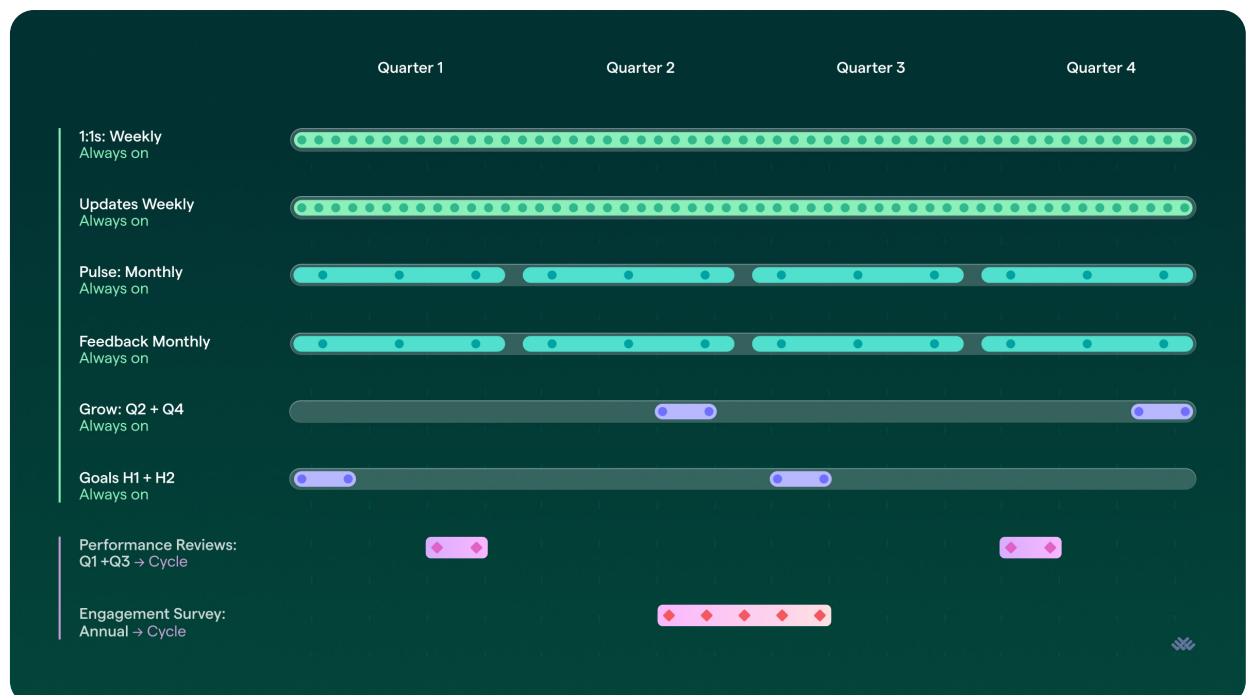 Quarter 1
Quarter 2
Quarter 3
Quarter 4
1:1s: Weekly
Always on
Updates Weekly
Always on
Pulse: Monthly
Always on
Feedback Monthly
Always on
Grow: Q2 + Q4
Always on
Goals H1 + H2
Always on
Performance Reviews:
Q1 +Q3 → Cycle
Engagement Survey:
Annual → Cycle